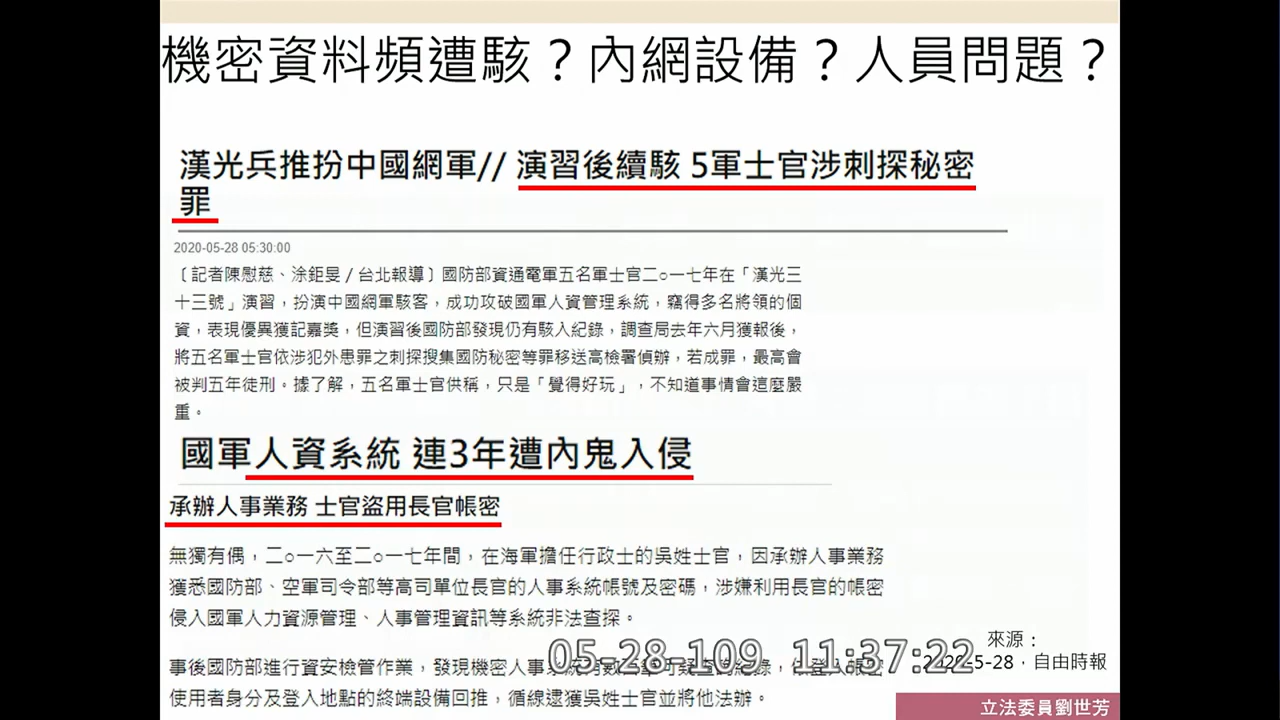 機密資料頻遭駭？內網設備？人員問題？
漢光兵推扮中國網軍// 演習後續駭 5軍士官涉刺探秘密
罪
2020-05-28 05:30:00
〔記者陳慰慈、涂鉅旻／台北報導〕國防部資通電軍五名軍士官二○一七年在「漢光三
十三號」演習，扮演中國網軍駭客，成功攻破國軍人資管理系統，竊得多名將領的個
資，表現優異獲記嘉獎，但演習後國防部發現仍有駭入紀錄，調查局去年六月獲報後，
將五名軍士官依涉犯外患罪之刺探搜集國防秘密等罪移送高檢署偵辦，若成罪，最高會
被判五年徒刑。據了解，五名軍士官供稱，只是「覺得好玩」，不知道事情會這麼嚴
重。
國軍人資系統 連3年遭內鬼入侵
承辦人事業務 士官盜用長官帳密
無獨有偶，二○一六至二○一七年間，在海軍擔任行政士的吳姓士官，因承辦人事業務
獲悉國防部、空軍司令部等高司單位長官的人事系統帳號及密碼，涉嫌利用長官的帳密
侵入國軍人力資源管理、人事管理資訊等系統非法查探。
05-28-109 11:37:22
來源：
2020-5-28，自由時報
事後國防部進行資安檢管作業，發現機密人事系統有數
使用者身分及登入地點的終端設備回推，循線逮獲吳姓士官並將他法辦。
立法委員劉世芳